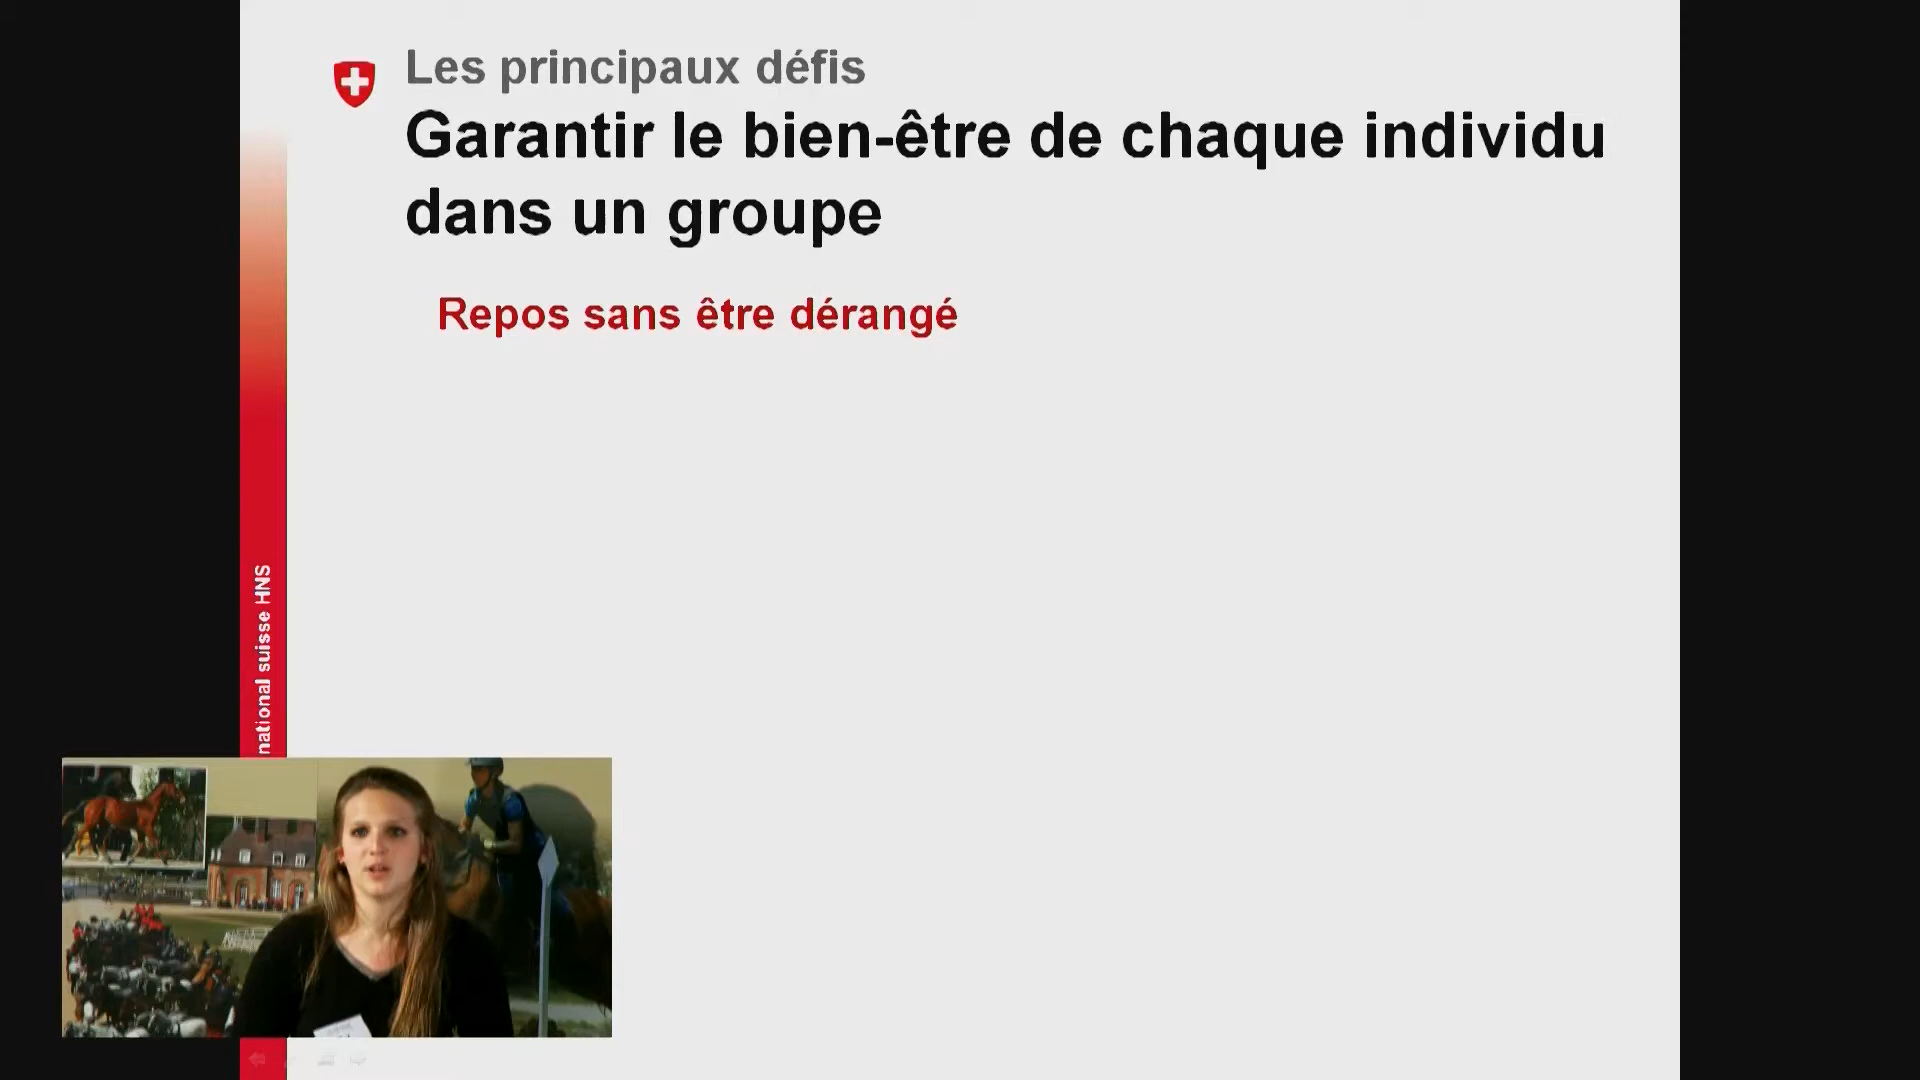 Les principaux défis
Garantir le bien-être de chaque individu
dans un groupe
Repos sans être dérangé
national suisse HNS